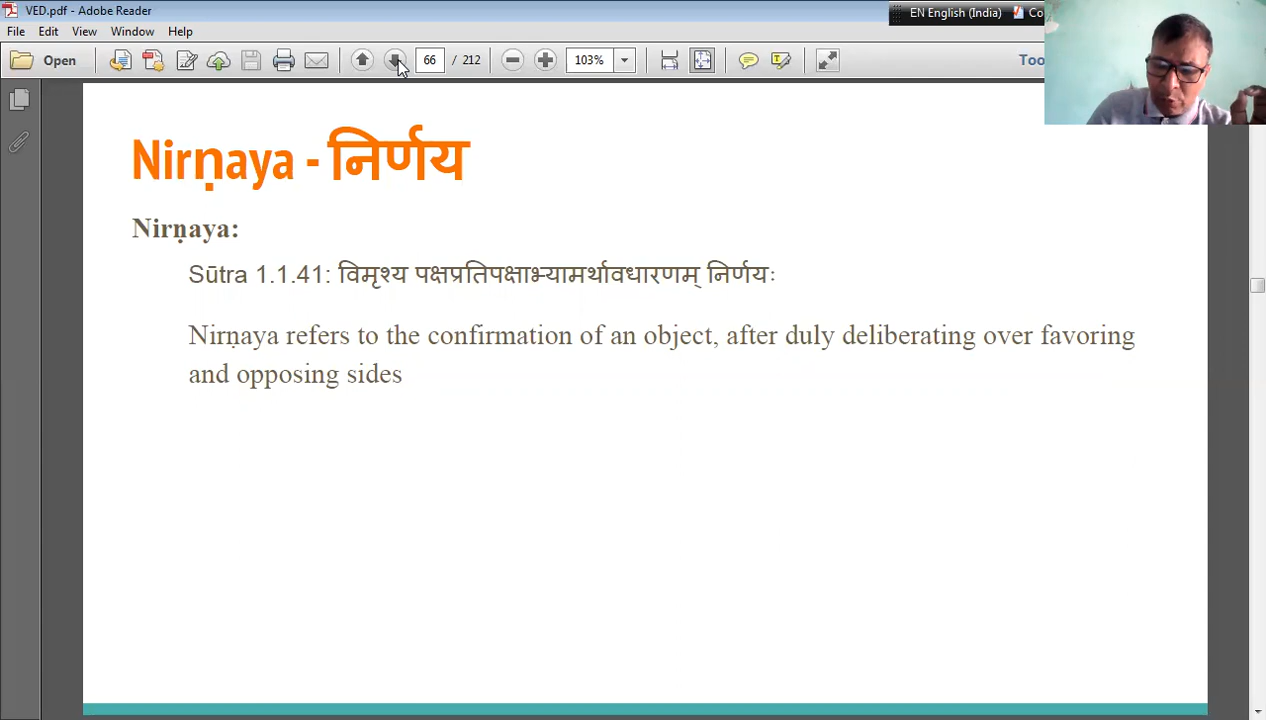 VED.pdf - Adobe Reader
EN English (India)
Co
File Edit View Window Help
Open
66 / 212
103%
Too
Nirṇaya - निर्णय
Nirṇaya:
Sūtra 1.1.41: विमृश्य पक्षप्रतिपक्षाभ्यामर्थावधारणम् निर्णयः
Nirṇaya refers to the confirmation of an object, after duly deliberating over favoring
and opposing sides